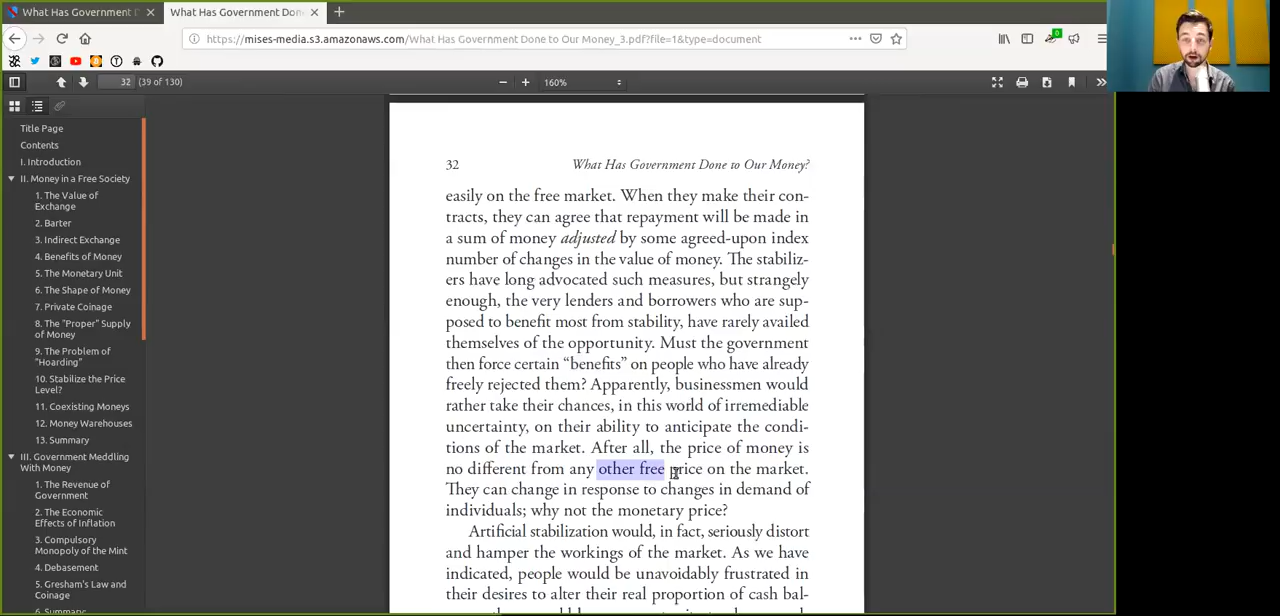 What Has Government D
What Has Government Don
https://mises-media.s3.amazonaws.com/What Has Government Done to Our Money_3.pdf?file=1&type=document
0
32 (39 of 130)
160%
Title Page
Contents
I. Introduction
II. Money in a Free Society
1. The Value of
Exchange
2. Barter
3. Indirect Exchange
4. Benefits of Money
5. The Monetary Unit
6. The Shape of Money
7. Private Coinage
8. The "Proper" Supply
of Money
9. The Problem of
"Hoarding"
10. Stabilize the Price
Level?
11. Coexisting Moneys
12. Money Warehouses
13. Summary
III. Government Meddling
With Money
1. The Revenue of
Government
2. The Economic
Effects of Inflation
3. Compulsory
Monopoly of the Mint
4. Debasement
5. Gresham's Law and
Coinage
6. Summary
32 What Has Government Done to Our Money?
easily on the free market. When they make their con-
tracts, they can agree that repayment will be made in
a sum of money adjusted by some agreed-upon index
number of changes in the value of money. The stabiliz-
ers have long advocated such measures, but strangely
enough, the very lenders and borrowers who are sup-
posed to benefit most from stability, have rarely availed
themselves of the opportunity. Must the government
then force certain “benefits” on people who have already
freely rejected them? Apparently, businessmen would
rather take their chances, in this world of irremediable
uncertainty, on their ability to anticipate the condi-
tions of the market. After all, the price of money is
no different from any other free price on the market.
They can change in response to changes in demand of
individuals; why not the monetary price?
Artificial stabilization would, in fact, seriously distort
and hamper the workings of the market. As we have
indicated, people would be unavoidably frustrated in
their desires to alter their real proportion of cash bal-